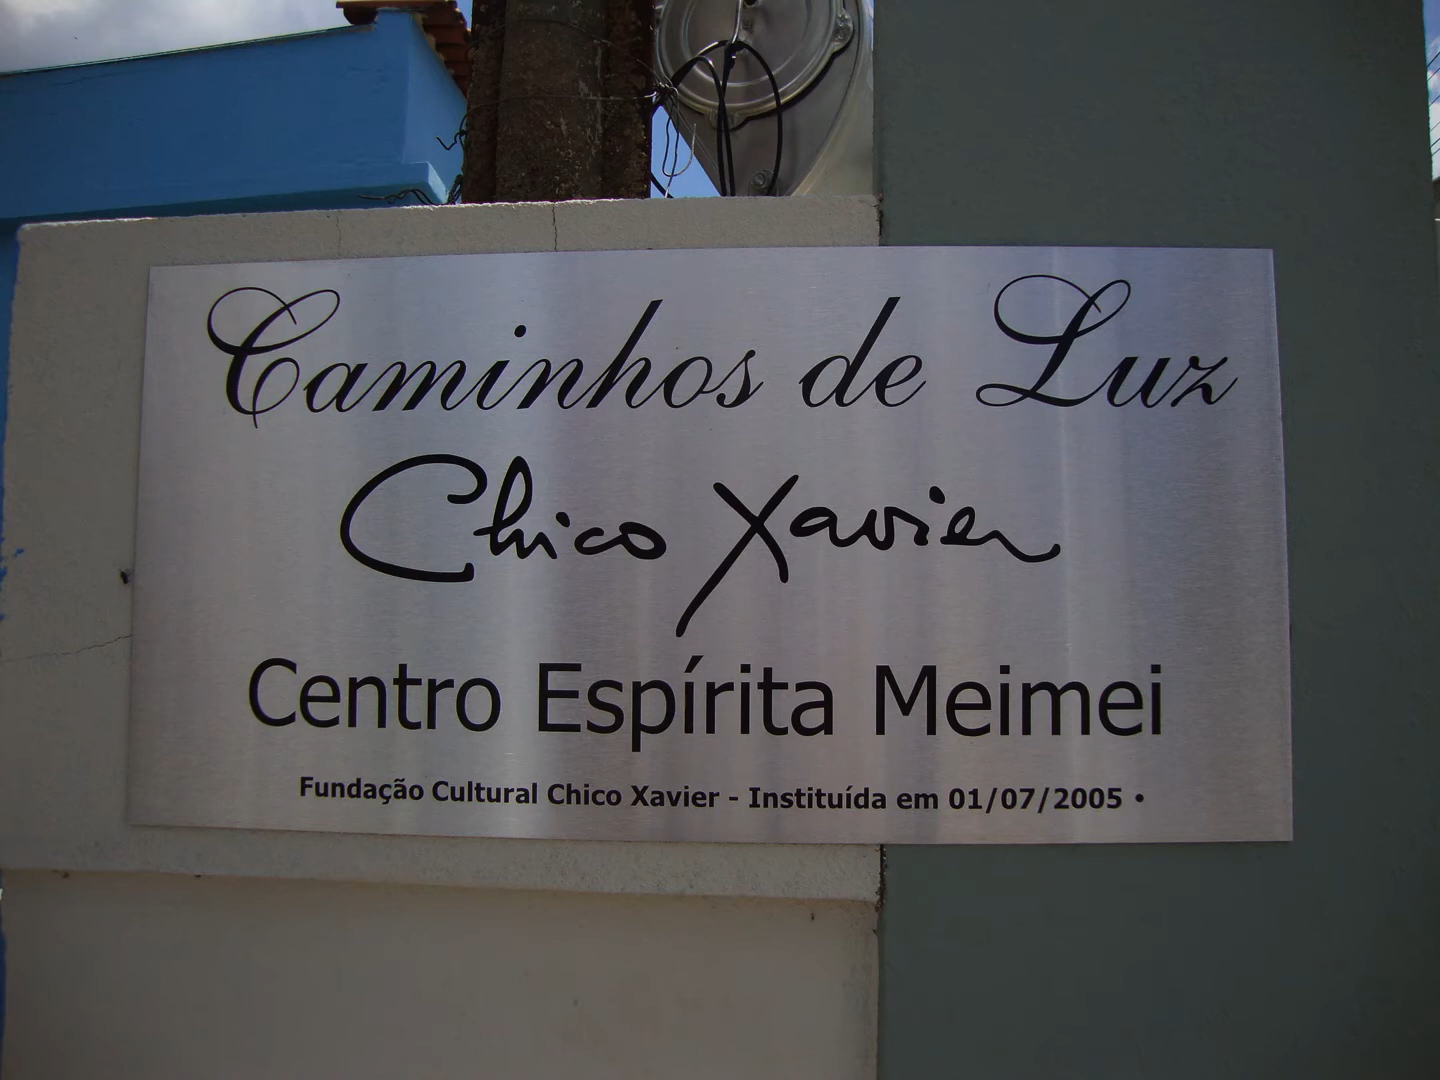 Caminhos de Luz
Chico Xavier
Centro Espírita Meimei
Fundação Cultural Chico Xavier - Instituída em 01/07/2005 •